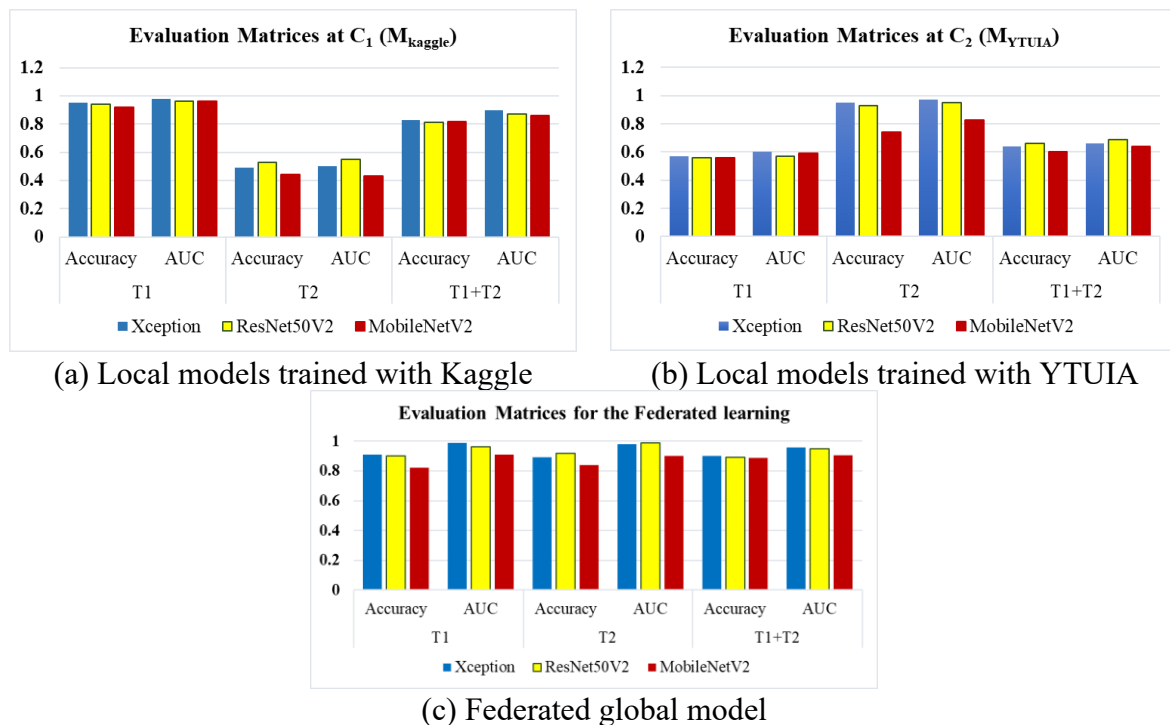 Evaluation Matrices at C₁ (Mₖₐggₗₑ)
1.2
1
0.8
0.6
0.4
0.2
0
Accuracy AUC Accuracy AUC Accuracy AUC
T1 T2 T1+T2
Xception ResNet50V2 MobileNetV2
(a) Local models trained with Kaggle
Evaluation Matrices at C₂ (M_YTUIA)
1.2
1
0.8
0.6
0.4
0.2
0
Accuracy AUC Accuracy AUC Accuracy AUC
T1 T2 T1+T2
Xception ResNet50V2 MobileNetV2
(b) Local models trained with YTUIA
Evaluation Matrices for the Federated learning
1
0.8
0.6
0.4
0.2
0
Accuracy AUC Accuracy AUC Accuracy AUC
T1 T2 T1+T2
Xception ResNet50V2 MobileNetV2
(c) Federated global model